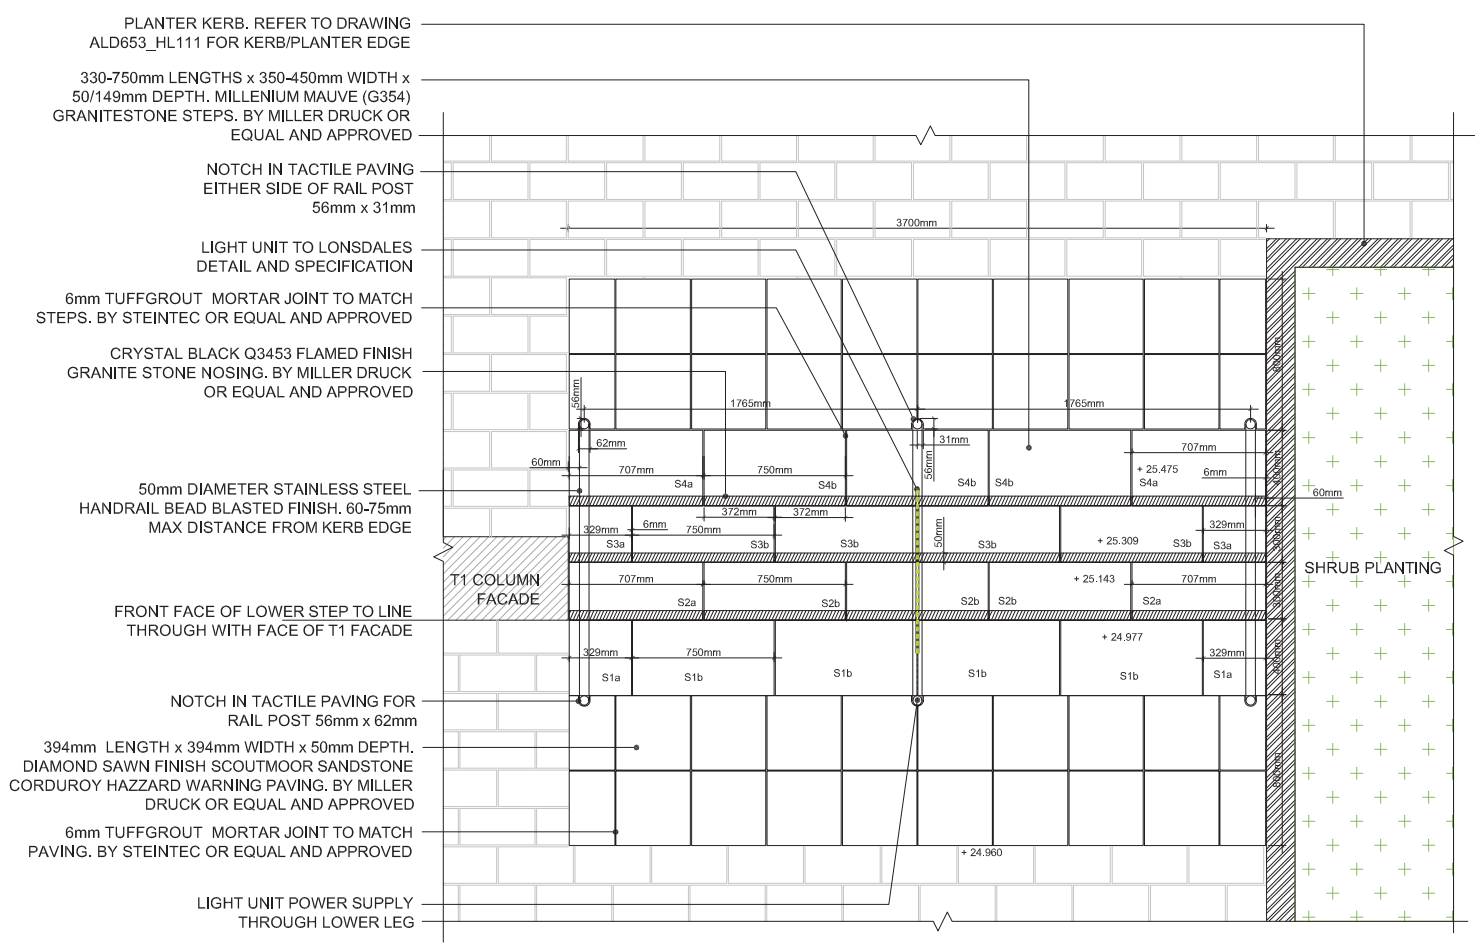 PLANTER KERB. REFER TO DRAWING
ALD653_HL111 FOR KERB/PLANTER EDGE
330-750mm LENGTHS x 350-450mm WIDTH x
50/149mm DEPTH. MILLENIUM MAUVE (G354)
GRANITESTONE STEPS. BY MILLER DRUCK OR
EQUAL AND APPROVED
NOTCH IN TACTILE PAVING
EITHER SIDE OF RAIL POST
56mm x 31mm
LIGHT UNIT TO LONSDALES
DETAIL AND SPECIFICATION
6mm TUFFGROUT MORTAR JOINT TO MATCH
STEPS. BY STEINTEC OR EQUAL AND APPROVED
CRYSTAL BLACK Q3453 FLAMED FINISH
GRANITE STONE NOSING. BY MILLER DRUCK
OR EQUAL AND APPROVED
50mm DIAMETER STAINLESS STEEL
HANDRAIL BEAD BLASTED FINISH. 60-75mm
MAX DISTANCE FROM KERB EDGE
T1 COLUMN
FACADE
FRONT FACE OF LOWER STEP TO LINE
THROUGH WITH FACE OF T1 FACADE
NOTCH IN TACTILE PAVING FOR
RAIL POST 56mm x 62mm
394mm LENGTH x 394mm WIDTH x 50mm DEPTH.
DIAMOND SAWN FINISH SCOUTMOOR SANDSTONE
CORDUROY HAZZARD WARNING PAVING. BY MILLER
DRUCK OR EQUAL AND APPROVED
6mm TUFFGROUT MORTAR JOINT TO MATCH
PAVING. BY STEINTEC OR EQUAL AND APPROVED
LIGHT UNIT POWER SUPPLY
THROUGH LOWER LEG
3700mm
800mm
56mm
1765mm
1765mm
62mm
31mm
56mm
707mm
60mm
707mm
750mm
+ 25.475
6mm
S4a
S4b
S4b
S4b
S4a
60mm
372mm
372mm
329mm
6mm
750mm
50mm
329mm
S3a
S3b
S3b
S3b
+ 25.309
S3b
S3a
300mm
SHRUB PLANTING
707mm
750mm
+ 25.143
707mm
S2a
S2b
S2b
S2b
S2a
300mm
+ 24.977
329mm
750mm
329mm
S1a
S1b
S1b
S1b
S1b
S1a
800mm
+ 24.960